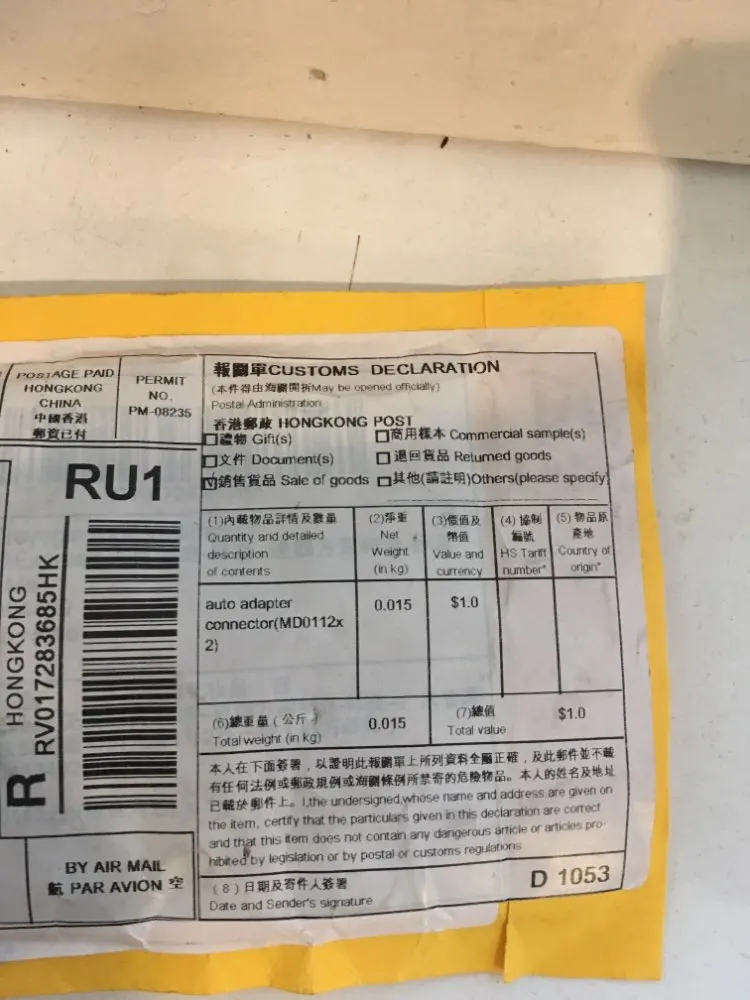 POSTAGE PAID
HONGKONG
CHINA
中國香港
郵資已付
PERMIT
NO.
PM-08235
RU1
HONGKONG
R RV017283685HK
BY AIR MAIL
航 PAR AVION 空
報關單CUSTOMS DECLARATION
(本件得由海關開拆May be opened officially)
Postal Administration
香港郵政 HONGKONG POST
禮物 Gift(s)
商用樣本 Commercial sample(s)
文件 Document(s)
退回貨品 Returned goods
銷售貨品 Sale of goods
其他(請註明)Others(please specify)
(1)內載物品詳情及數量
Quantity and detailed
description
of contents
(2)淨重
Net
Weight
(in kg)
(3)價值及
幣值
Value and
currency
(4) 協制
編號
HS Tariff
number*
(5) 物品原
產地
Country of
origin*
auto adapter
connector(MD0112x
2)
0.015
$1.0
(6)總重量(公斤)
Total weight (in kg)
0.015
(7)總值
Total value
$1.0
本人在下面簽署，以證明此報關單上所列資料全屬正確，及此郵件並不載
有任何法例或郵政規例或海關條例所禁寄的危險物品。本人的姓名及地址
已載於郵件上。I,the undersigned,whose name and address are given on
the item, certify that the particulars given in this declaration are correct
and that this item does not contain any dangerous article or articles pro-
hibited by legislation or by postal or customs regulations
(8)日期及寄件人簽署
Date and Sender's signature
D 1053